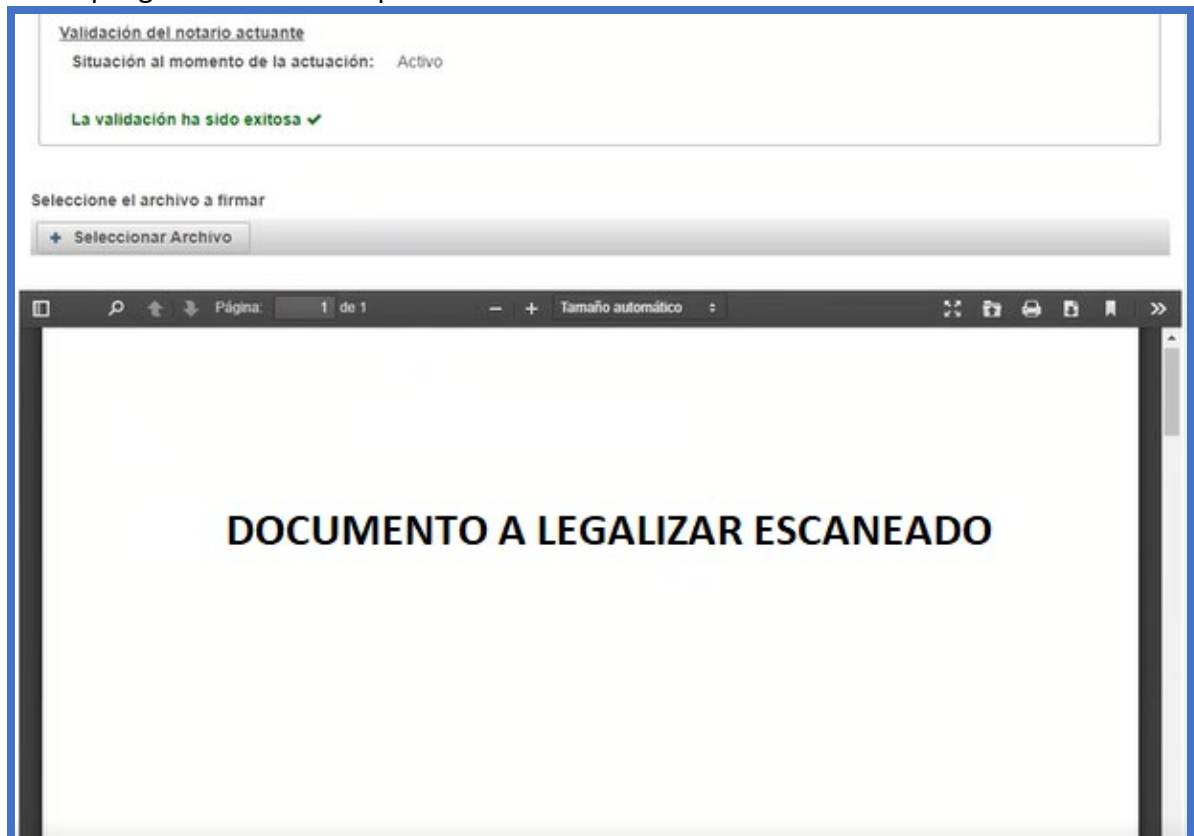 Validación del notario actuante
Situación al momento de la actuación: Activo
La validación ha sido exitosa ✔
Seleccione el archivo a firmar
+ Seleccionar Archivo
Página: 1 de 1 − + Tamaño automático
DOCUMENTO A LEGALIZAR ESCANEADO